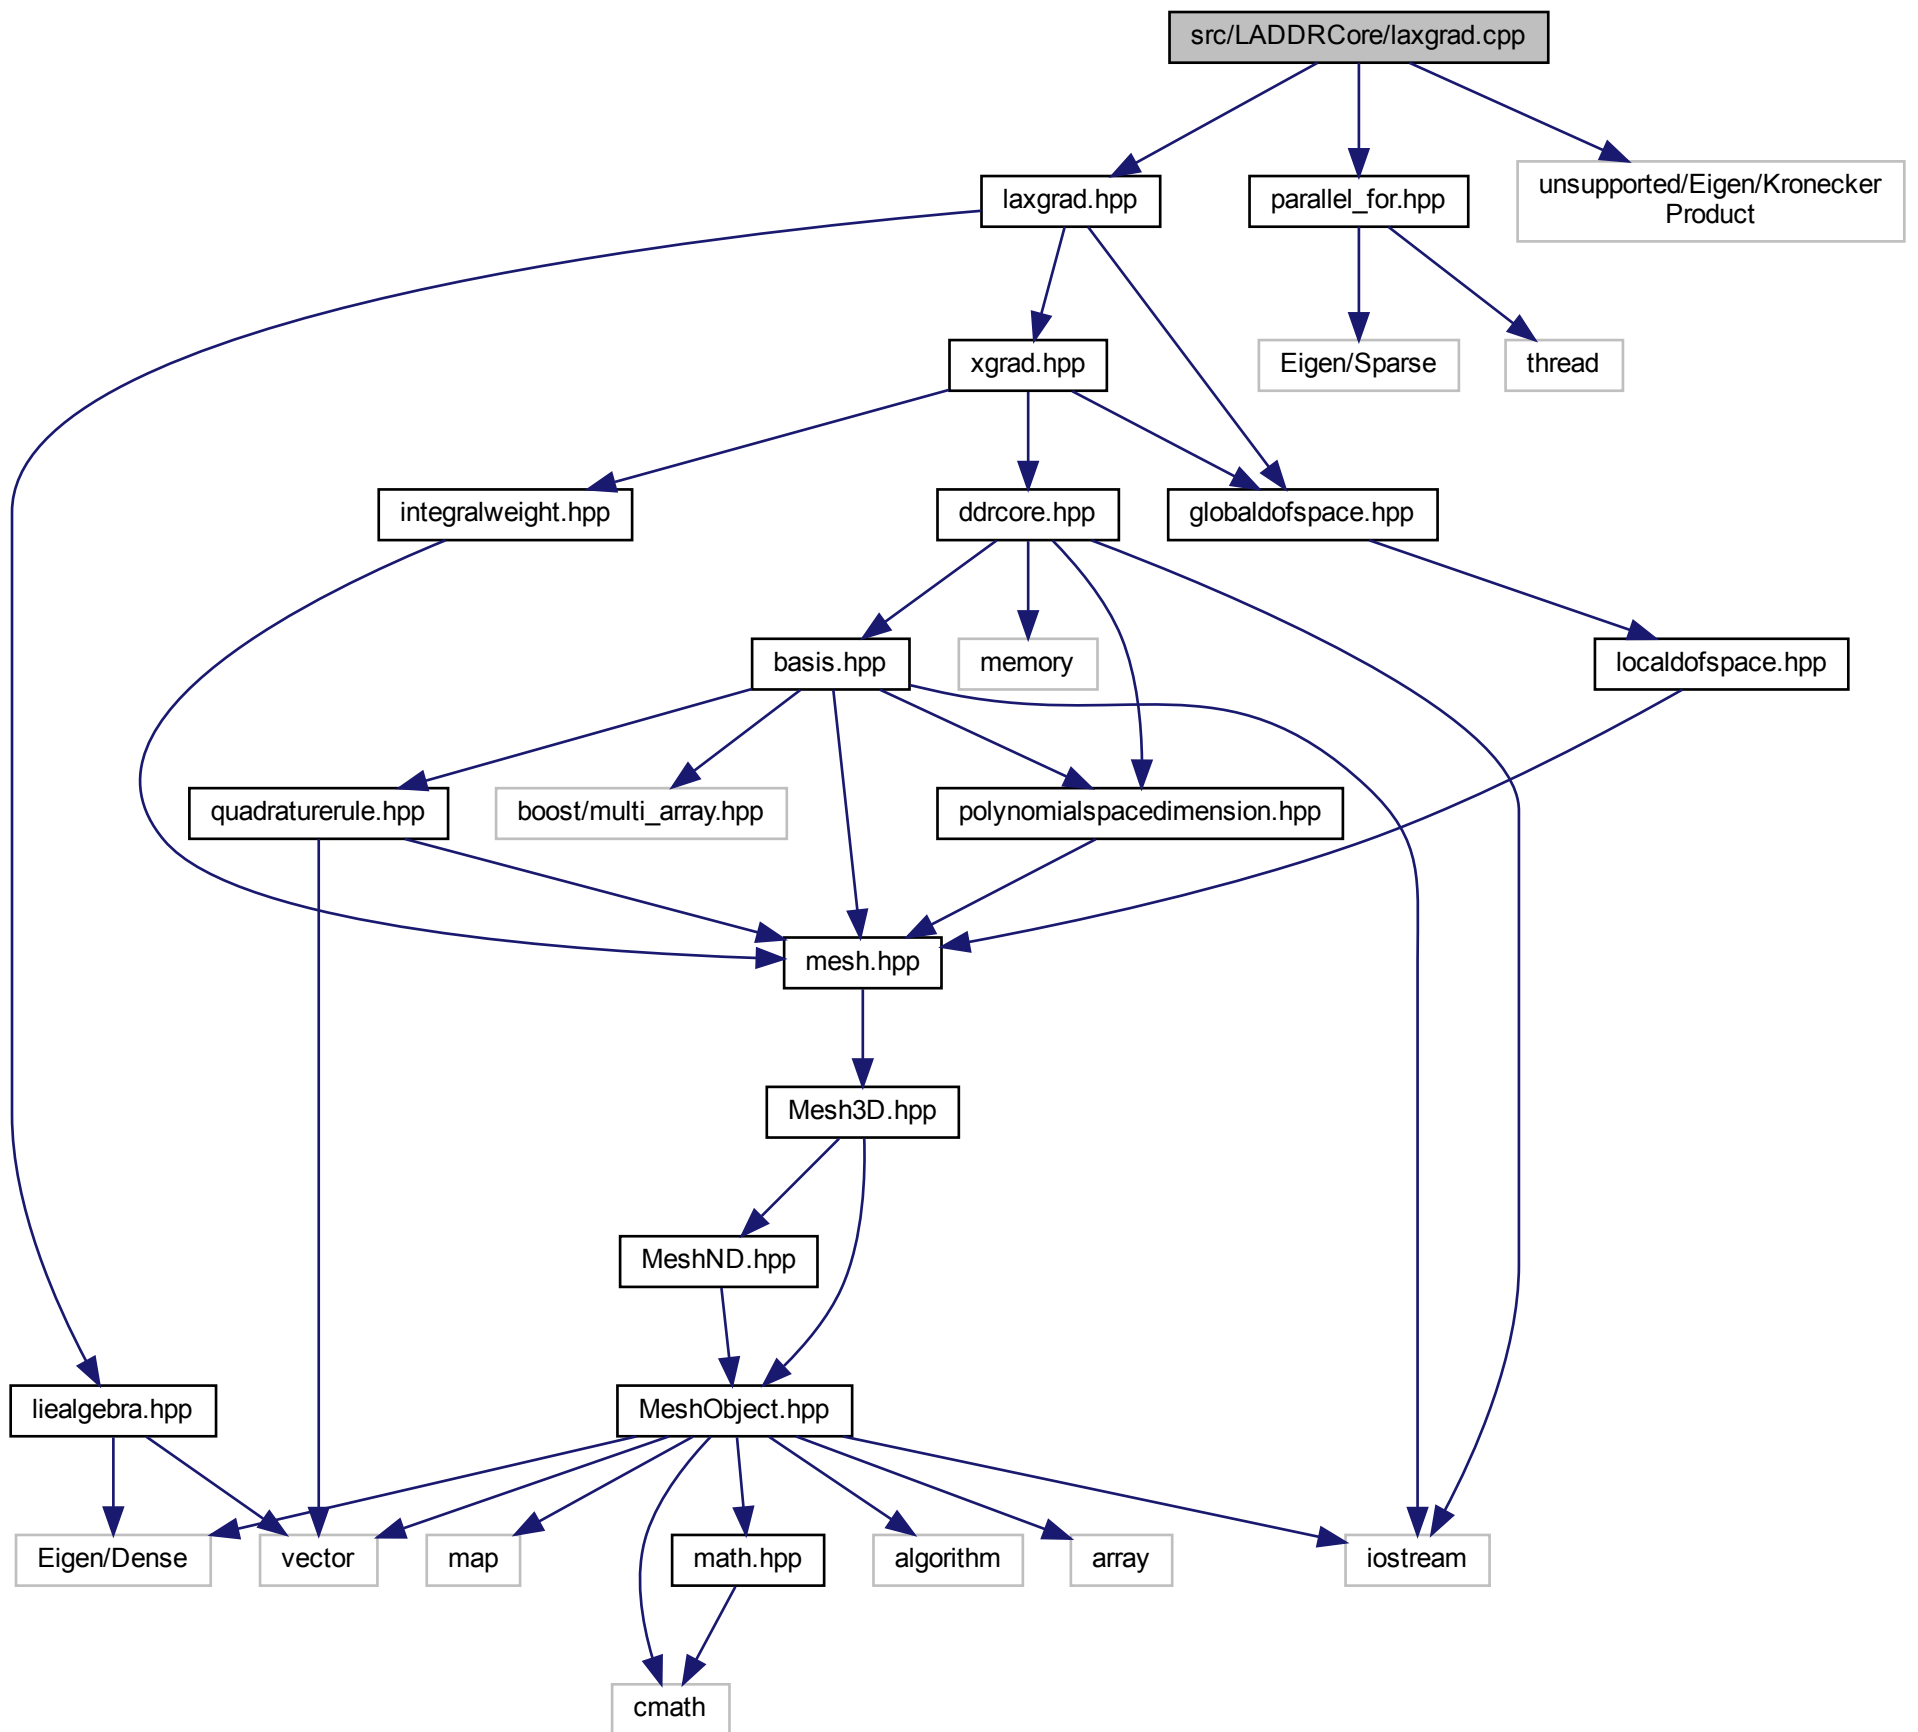 src/LADDRCore/laxgrad.cpp
laxgrad.hpp
parallel_for.hpp
unsupported/Eigen/Kronecker
Product
xgrad.hpp
Eigen/Sparse
thread
integralweight.hpp
ddrcore.hpp
globaldofspace.hpp
basis.hpp
memory
localdofspace.hpp
quadraturerule.hpp
boost/multi_array.hpp
polynomialspacedimension.hpp
mesh.hpp
Mesh3D.hpp
MeshND.hpp
liealgebra.hpp
MeshObject.hpp
Eigen/Dense
vector
map
math.hpp
algorithm
array
iostream
cmath